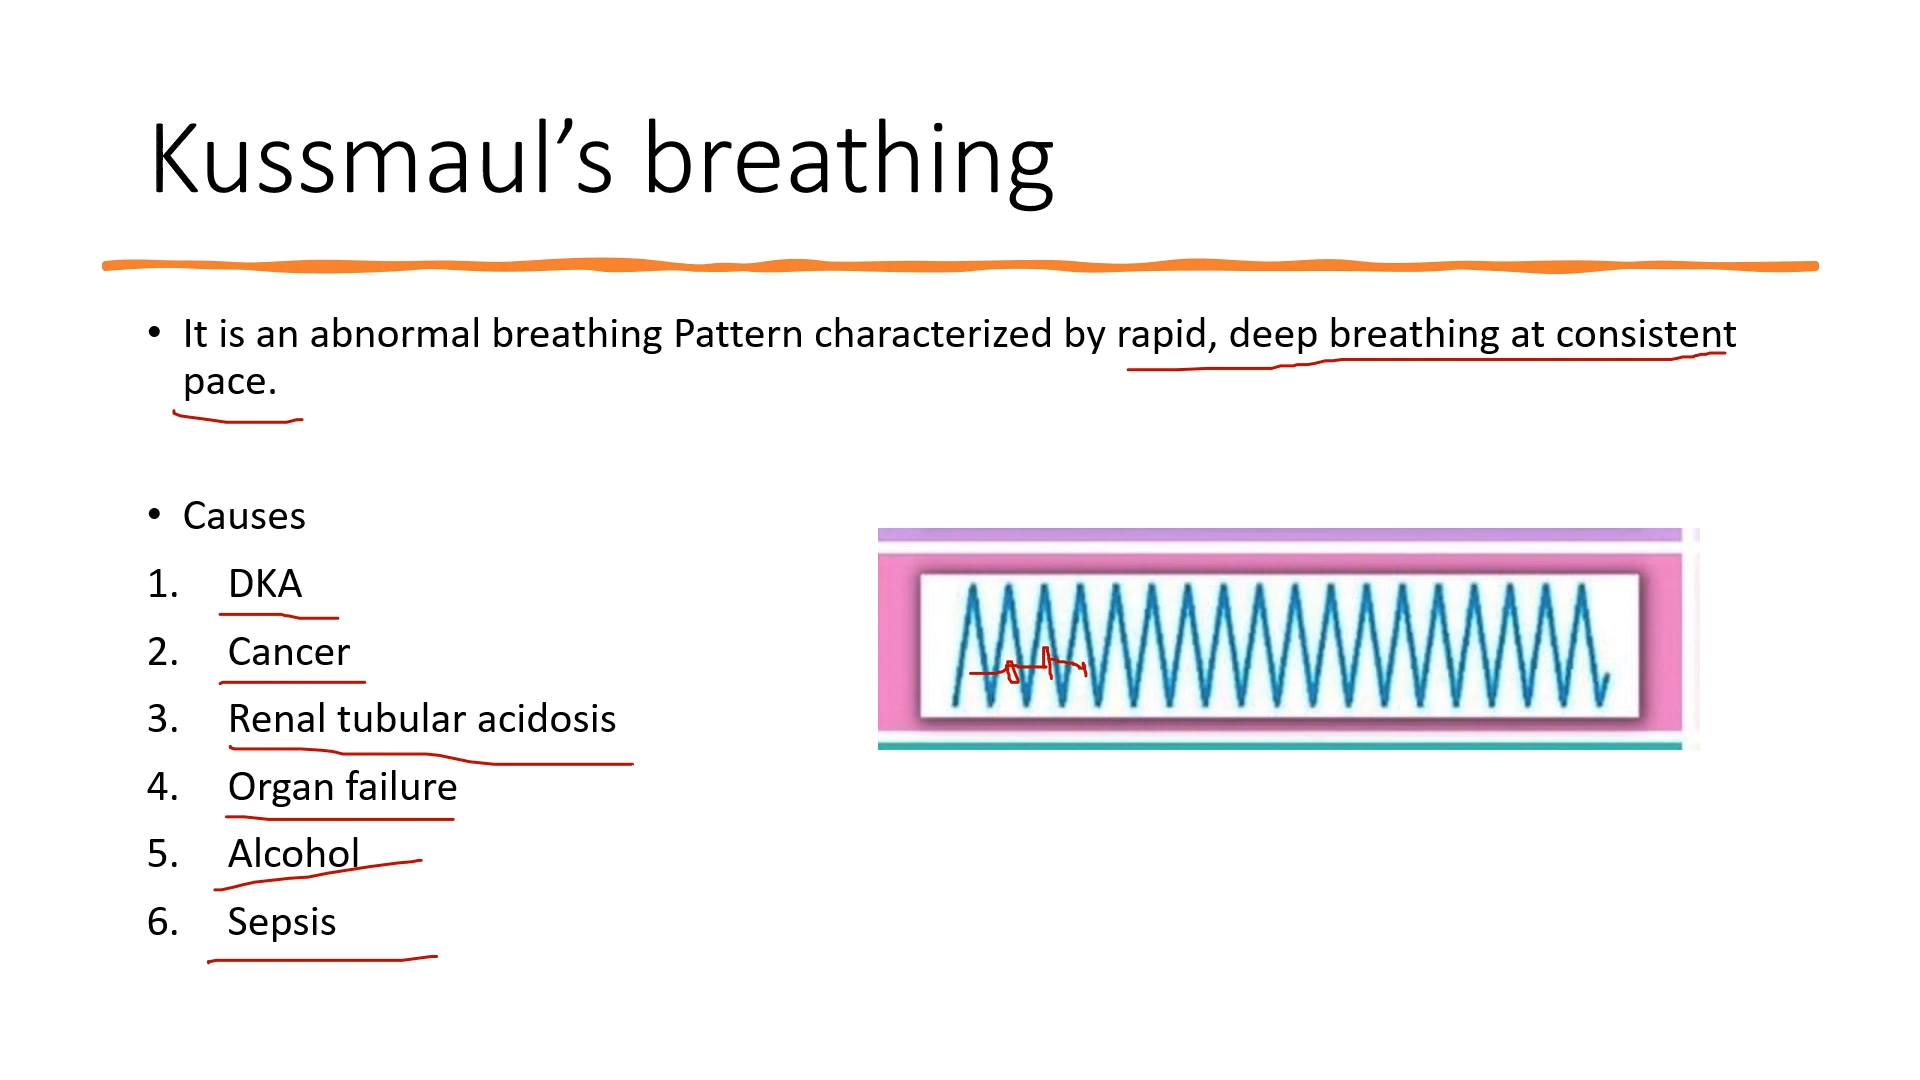 Kussmaul’s breathing
• It is an abnormal breathing Pattern characterized by rapid, deep breathing at consistent
pace.
• Causes
1. DKA
2. Cancer
3. Renal tubular acidosis
4. Organ failure
5. Alcohol
6. Sepsis